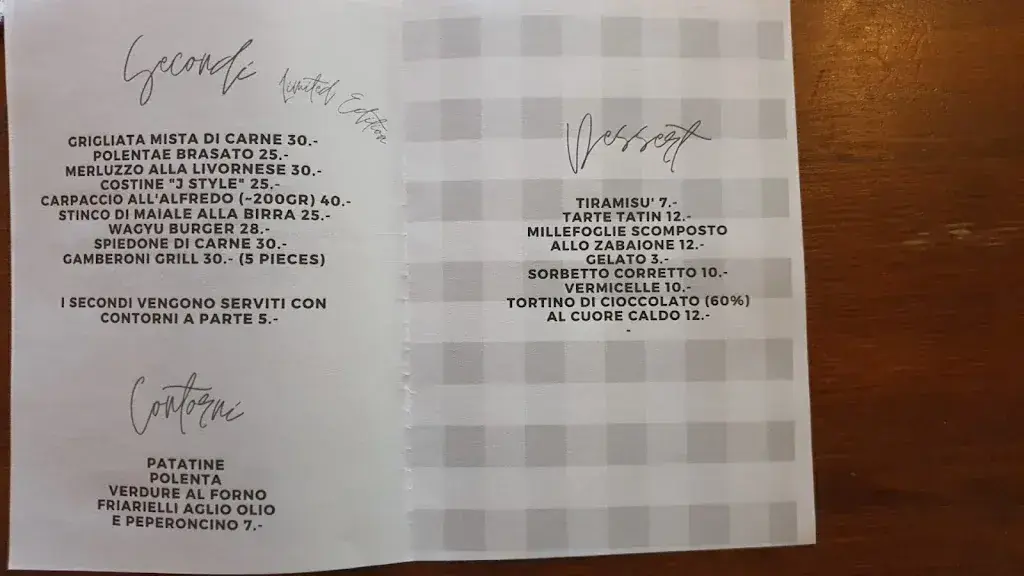 Secondi
Limited Edition
GRIGLIATA MISTA DI CARNE 30.-
POLENTAE BRASATO 25.-
MERLUZZO ALLA LIVORNESE 30.-
COSTINE "J STYLE" 25.-
CARPACCIO ALL'ALFREDO (~200GR) 40.-
STINCO DI MAIALE ALLA BIRRA 25.-
WAGYU BURGER 28.-
SPIEDONE DI CARNE 30.-
GAMBERONI GRILL 30.- (5 PIECES)
I SECONDI VENGONO SERVITI CON
CONTORNI A PARTE 5.-
Contorni
PATATINE
POLENTA
VERDURE AL FORNO
FRIARIELLI AGLIO OLIO
E PEPERONCINO 7.-
Dessert
TIRAMISU' 7.-
TARTE TATIN 12.-
MILLEFOGLIE SCOMPOSTO
ALLO ZABAIONE 12.-
GELATO 3.-
SORBETTO CORRETTO 10.-
VERMICELLE 10.-
TORTINO DI CIOCCOLATO (60%)
AL CUORE CALDO 12.-
-